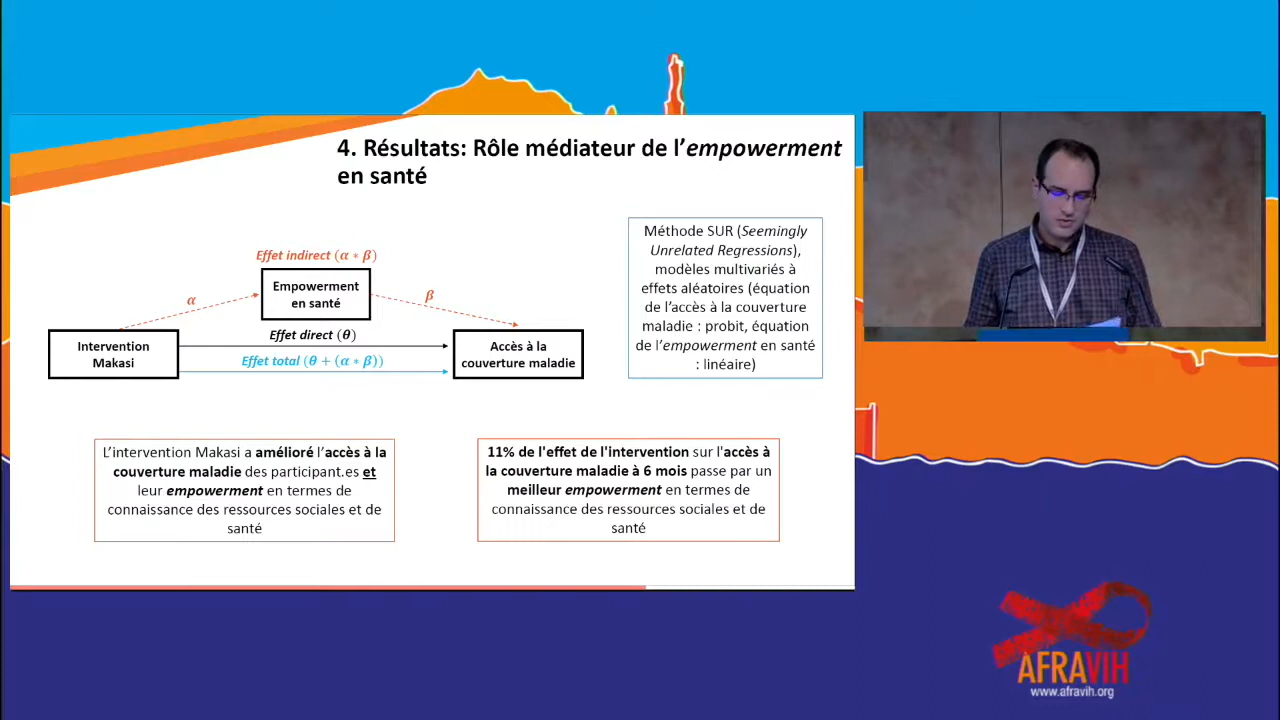 4. Résultats: Rôle médiateur de l'empowerment
en santé
Effet indirect (α * β)
Empowerment
en santé
α
β
Effet direct (θ)
Intervention
Makasi
Accès à la
couverture maladie
Effet total (θ + (α * β))
Méthode SUR (Seemingly
Unrelated Regressions),
modèles multivariés à
effets aléatoires (équation
de l'accès à la couverture
maladie : probit, équation
de l'empowerment en santé
: linéaire)
L'intervention Makasi a amélioré l'accès à la
couverture maladie des participant.es et
leur empowerment en termes de
connaissance des ressources sociales et de
santé
11% de l'effet de l'intervention sur l'accès à
la couverture maladie à 6 mois passe par un
meilleur empowerment en termes de
connaissance des ressources sociales et de
santé
AFRAVIH
www.afravih.org